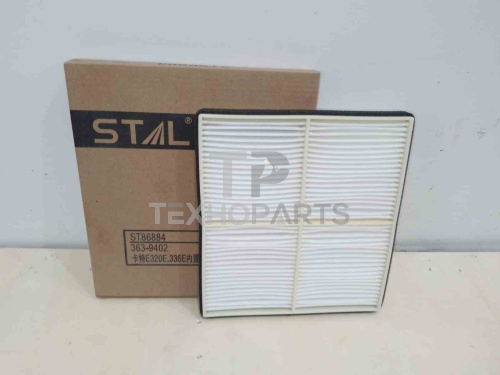 STAL®
TP
TEXHOPARTS
ST86884
363-9402
卡特E320E,336E内置